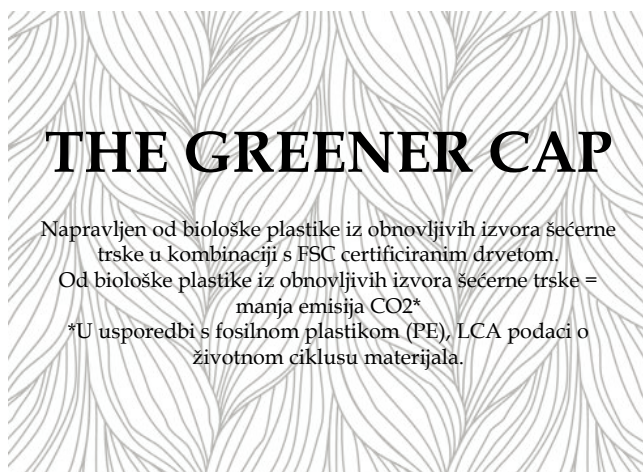 THE GREENER CAP
Napravljen od biološke plastike iz obnovljivih izvora šećerne
trske u kombinaciji s FSC certificiranim drvetom.
Od biološke plastike iz obnovljivih izvora šećerne trske =
manja emisija CO2*
*U usporedbi s fosilnom plastikom (PE), LCA podaci o
životnom ciklusu materijala.